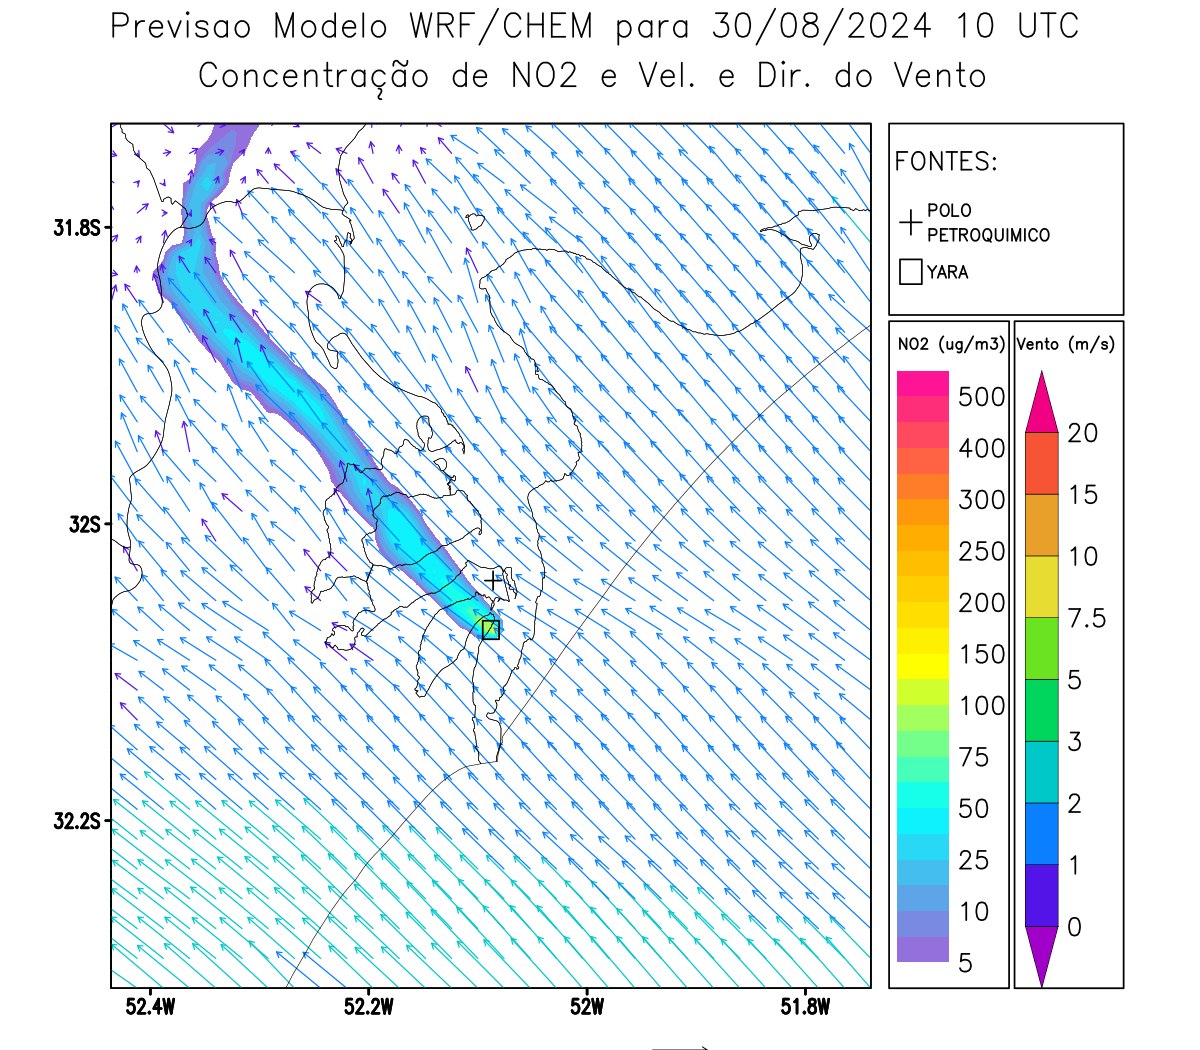 Previsao Modelo WRF/CHEM para 30/08/2024 10 UTC
Concentração de NO2 e Vel. e Dir. do Vento
FONTES:
POLO
PETROQUIMICO
YARA
NO2 (ug/m3)
500
400
300
250
200
150
100
75
50
25
10
5
Vento (m/s)
20
15
10
7.5
5
3
2
1
0
31.8S
32S
32.2S
52.4W 52.2W 52W 51.8W